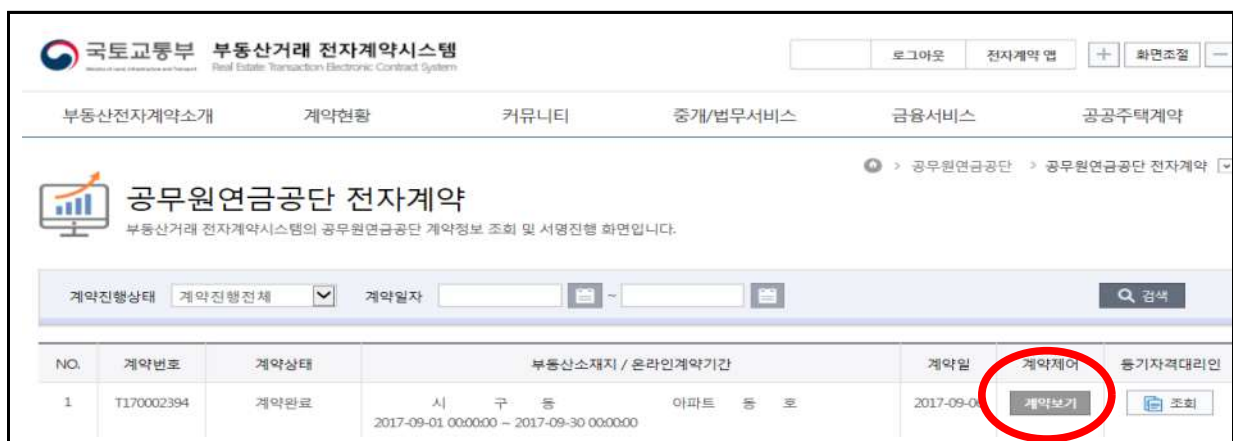 국토교통부 부동산거래 전자계약시스템
Real Estate Transaction Electronic Contract System
로그아웃 전자계약 앱 + 화면조절 -
부동산전자계약소개 계약현황 커뮤니티 중개/법무서비스 금융서비스 공공주택계약
> 공무원연금공단 > 공무원연금공단 전자계약
공무원연금공단 전자계약
부동산거래 전자계약시스템의 공무원연금공단 계약정보 조회 및 서명진행 화면입니다.
계약진행상태 계약진행전체 계약일자 ~ 검색
NO. 계약번호 계약상태 부동산소재지 / 온라인계약기간 계약일 계약제어 등기자격대리인
1 T170002394 계약완료 시 구 동 아파트 동 호 계약보기 조회
2017-09-01 00:00:00 ~ 2017-09-30 00:00:00